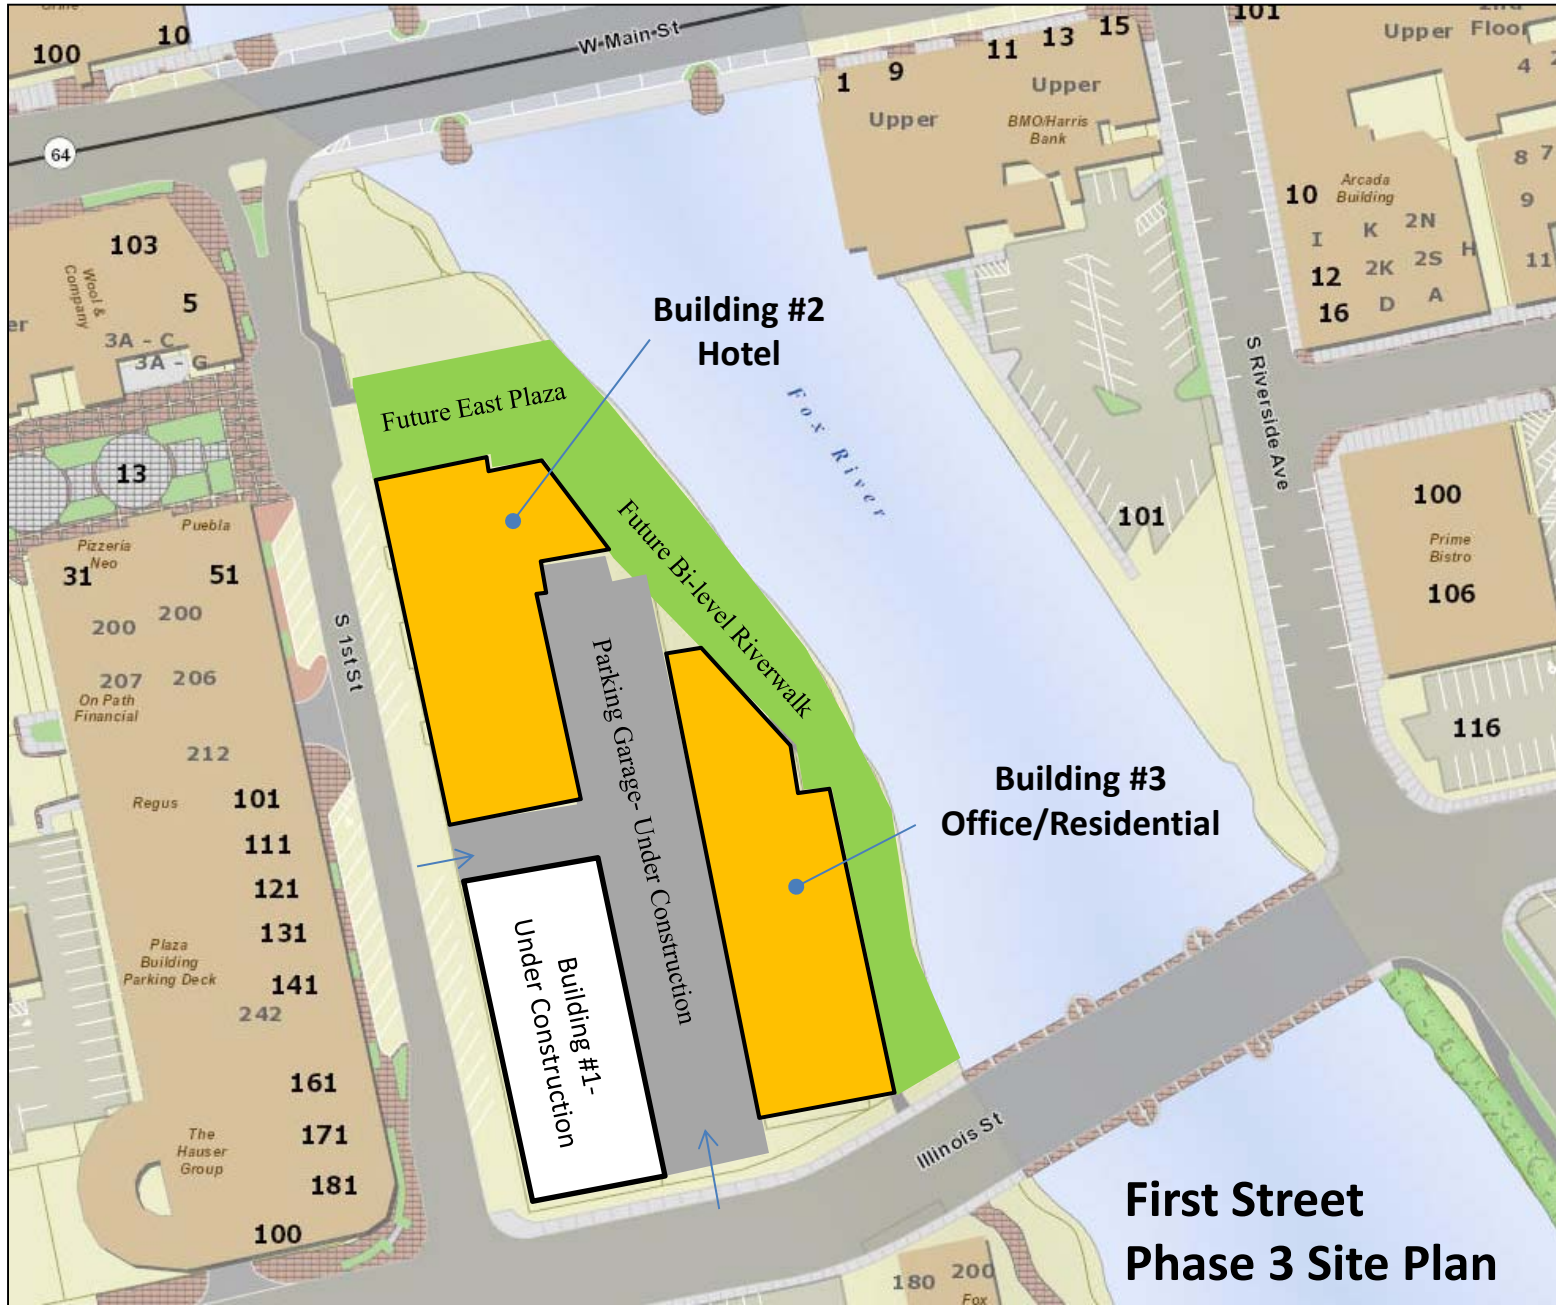 100
10
W Main St
64
1
9
11
13
15
Upper
Upper
BMO/Harris
Bank
101
Upper
Floor
4
2
8
7
9
11
Arcada
Building
10
I
K
2N
12
2K
2S
H
16
D
A
103
Wool &
Company
5
er
3A - C
3A - G
13
Building #2
Hotel
Fox River
S Riverside Ave
Future East Plaza
Future Bi-level Riverwalk
Parking Garage- Under Construction
101
100
Prime
Bistro
106
116
Puebla
Pizzeria
Neo
31
51
200
200
207
206
On Path
Financial
212
S 1st St
Regus
101
111
121
131
Plaza
Building
Parking Deck
141
242
161
The
Hauser
Group
171
181
100
Building #3
Office/Residential
Building #1-
Under Construction
Illinois St
180
200
Fox
First Street
Phase 3 Site Plan